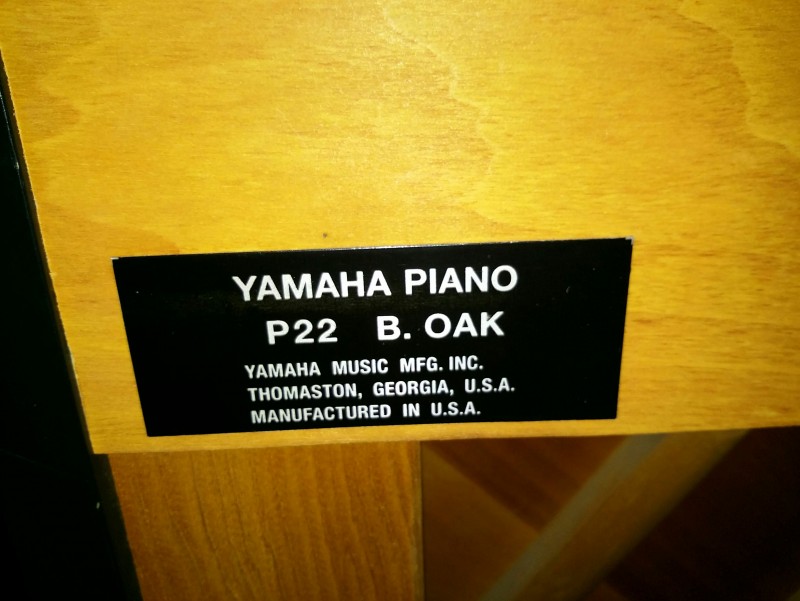 YAMAHA PIANO
P22 B. OAK
YAMAHA MUSIC MFG. INC.
THOMASTON, GEORGIA, U.S.A.
MANUFACTURED IN U.S.A.